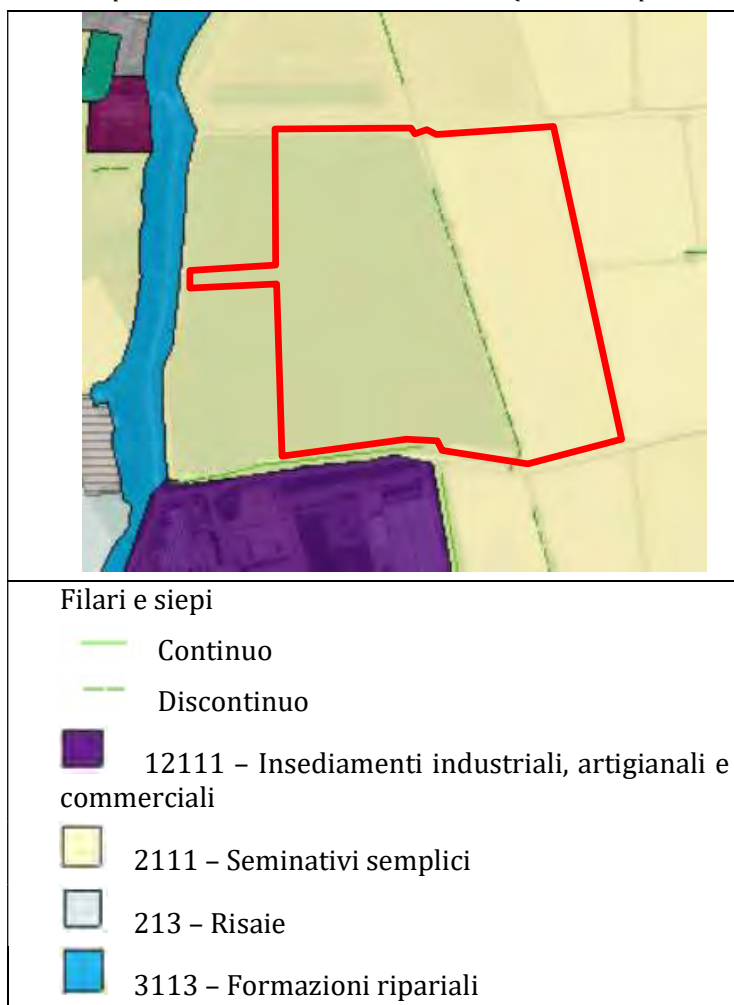 Filari e siepi
Continuo
Discontinuo
12111 – Insediamenti industriali, artigianali e
commerciali
2111 – Seminativi semplici
213 – Risaie
3113 – Formazioni ripariali